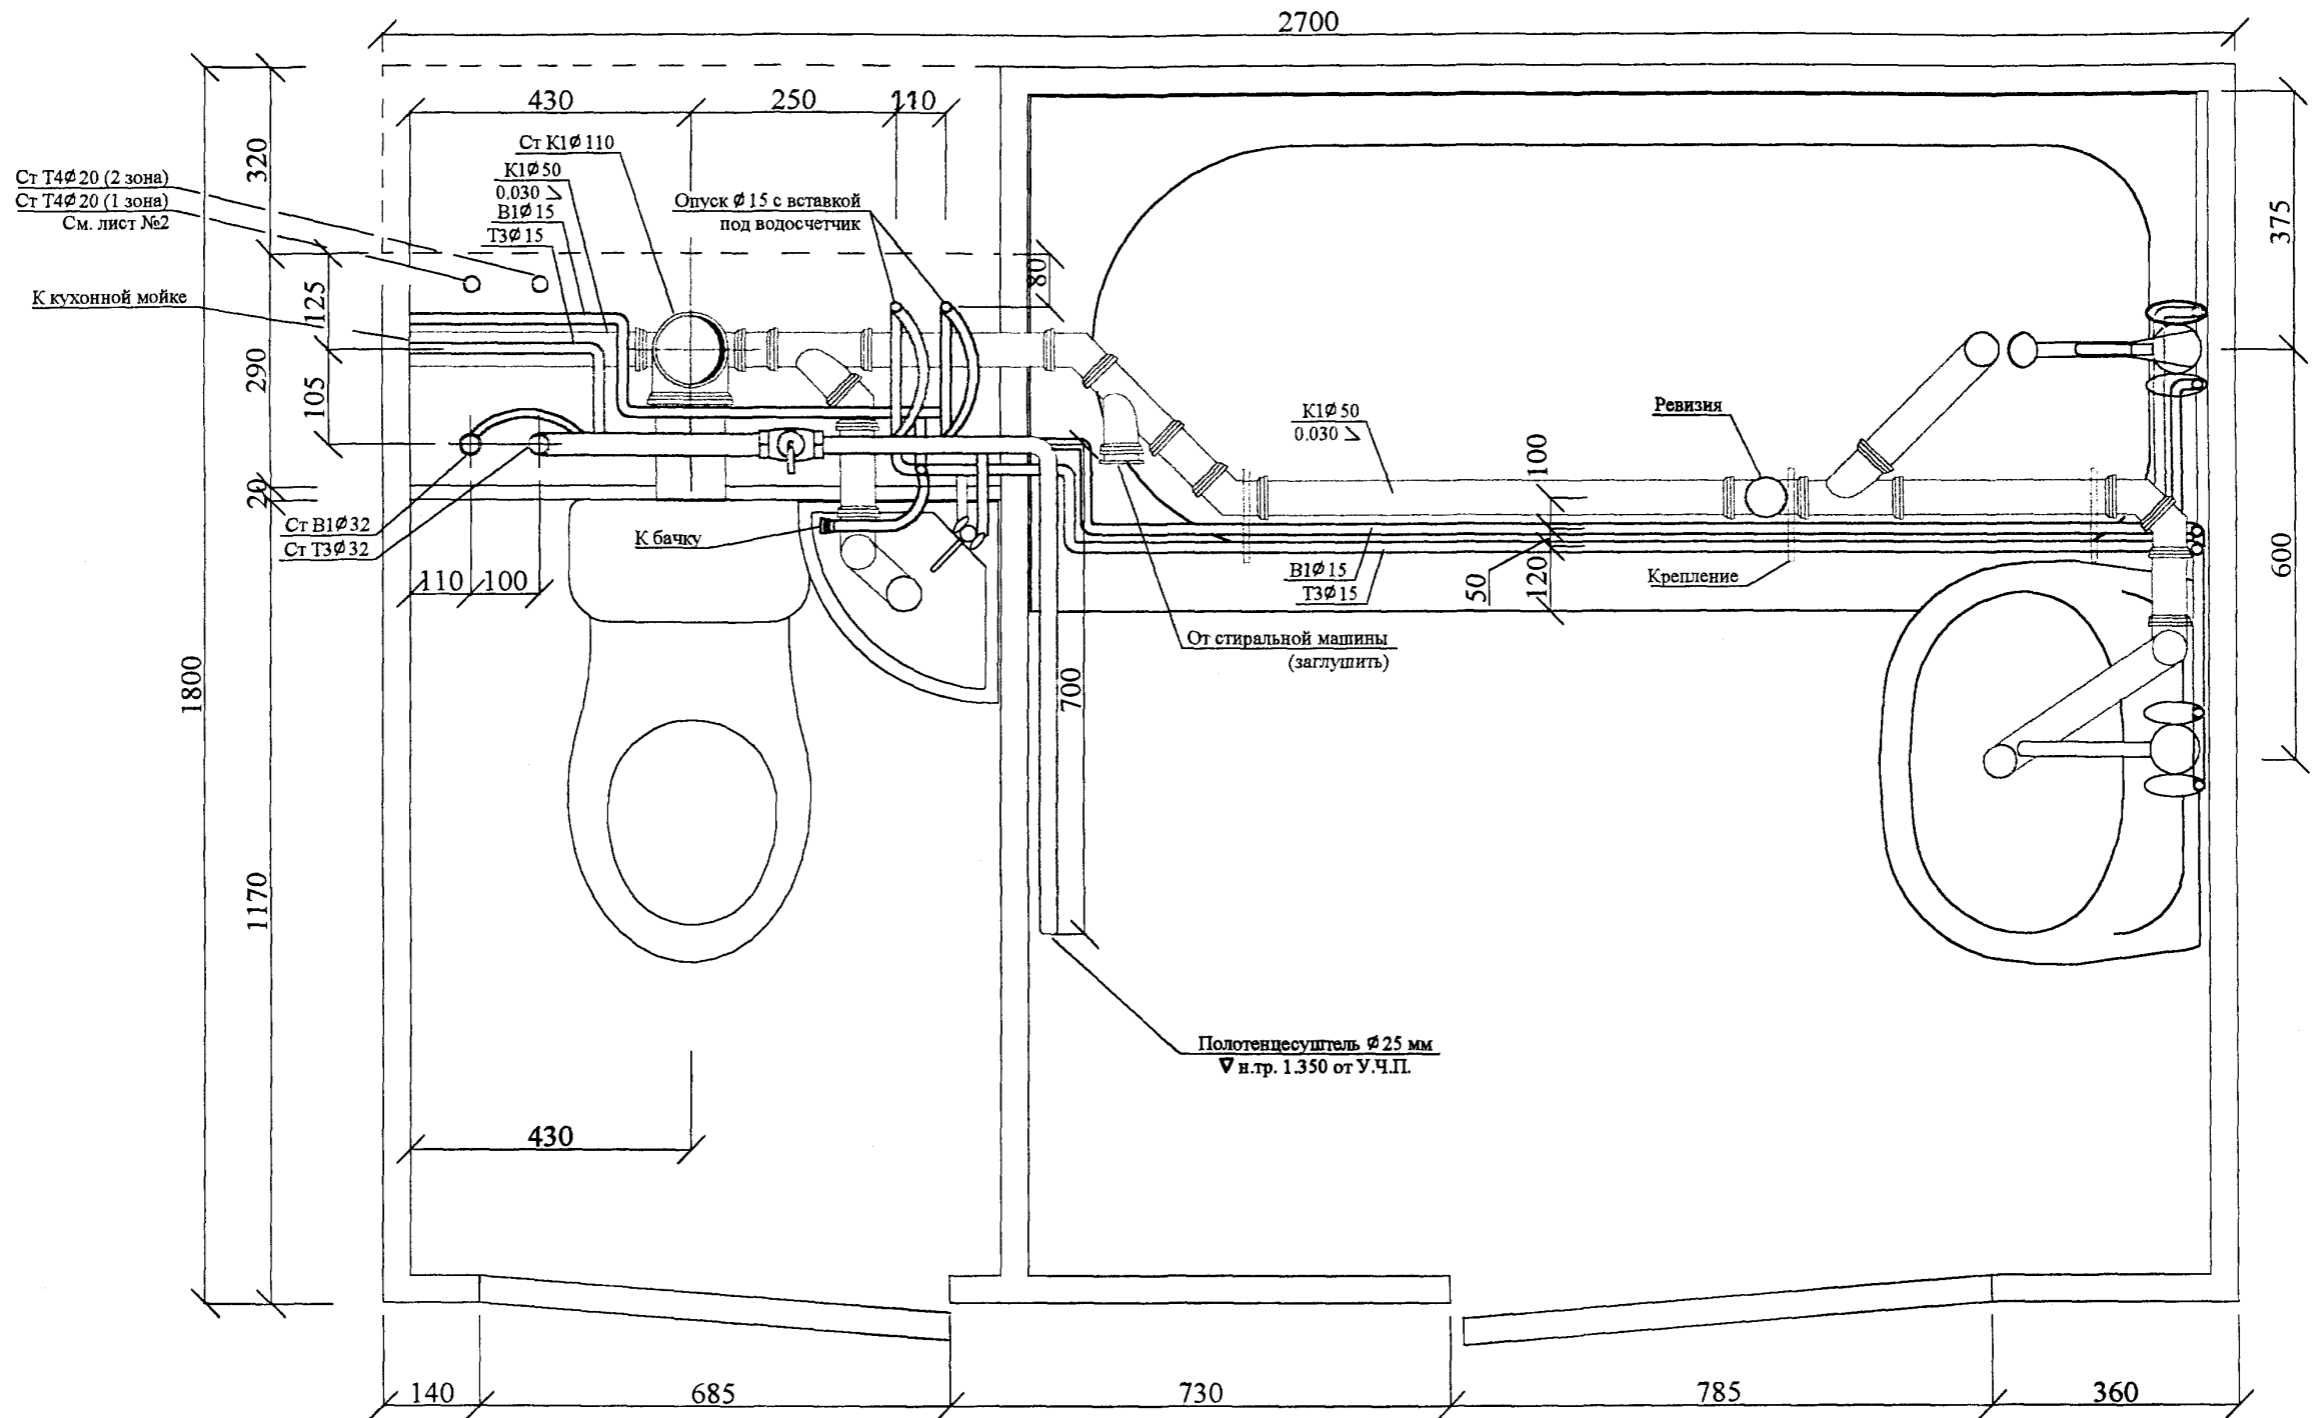 2700
430
250
110
Ст К1Ø110
К1Ø50
0.030
В1Ø15
Т3Ø15
Опуск Ø15 с вставкой
под водосчетчик
Ст Т4Ø20 (2 зона)
Ст Т4Ø20 (1 зона)
См. лист №2
К кухонной мойке
320
125
290
105
20
80
375
Ст В1Ø32
Ст Т3Ø32
К бачку
110
100
К1Ø50
0.030
Ревизия
100
В1Ø15
Т3Ø15
50
120
Крепление
600
От стиральной машины
(заглушить)
700
1800
1170
Полотенцесуштель Ø25 мм
∇ н.тр. 1.350 от У.Ч.П.
430
140
685
730
785
360